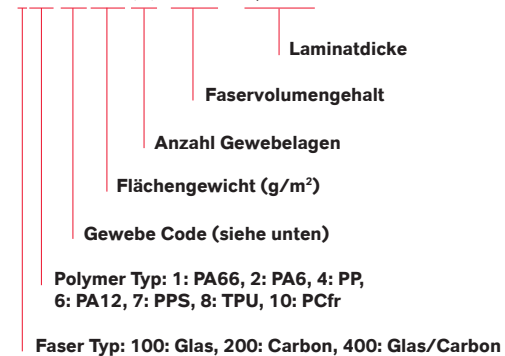 Laminatdicke
Faservolumengehalt
Anzahl Gewebelagen
Flächengewicht (g/m²)
Gewebe Code (siehe unten)
Polymer Typ: 1: PA66, 2: PA6, 4: PP,
6: PA12, 7: PPS, 8: TPU, 10: PCfr
Faser Typ: 100: Glas, 200: Carbon, 400: Glas/Carbon